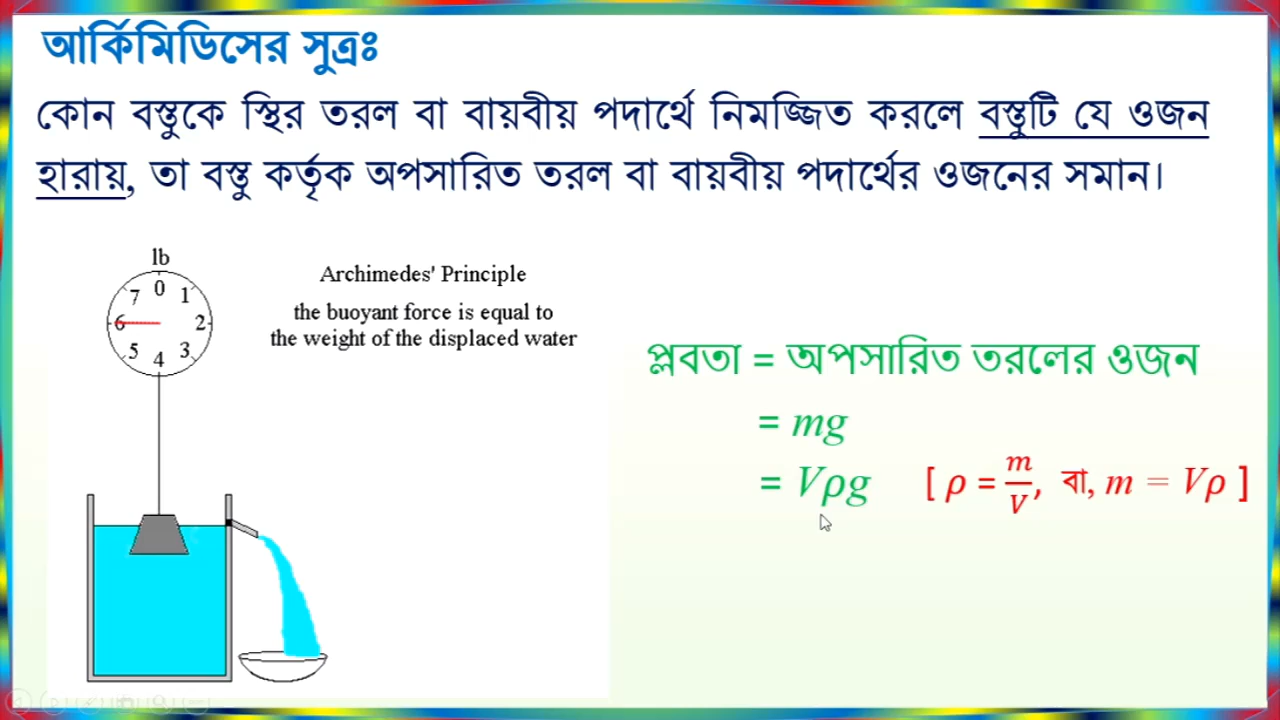 আর্কিমিডিসের সুত্রঃ
কোন বস্তুকে স্থির তরল বা বায়বীয় পদার্থে নিমজ্জিত করলে বস্তুটি যে ওজন
হারায়, তা বস্তু কর্তৃক অপসারিত তরল বা বায়বীয় পদার্থের ওজনের সমান।
lb
0
7 1
6 2
5 3
4
Archimedes' Principle
the buoyant force is equal to
the weight of the displaced water
প্লবতা = অপসারিত তরলের ওজন
= mg
= Vρg [ ρ = m/V, বা, m = Vρ ]